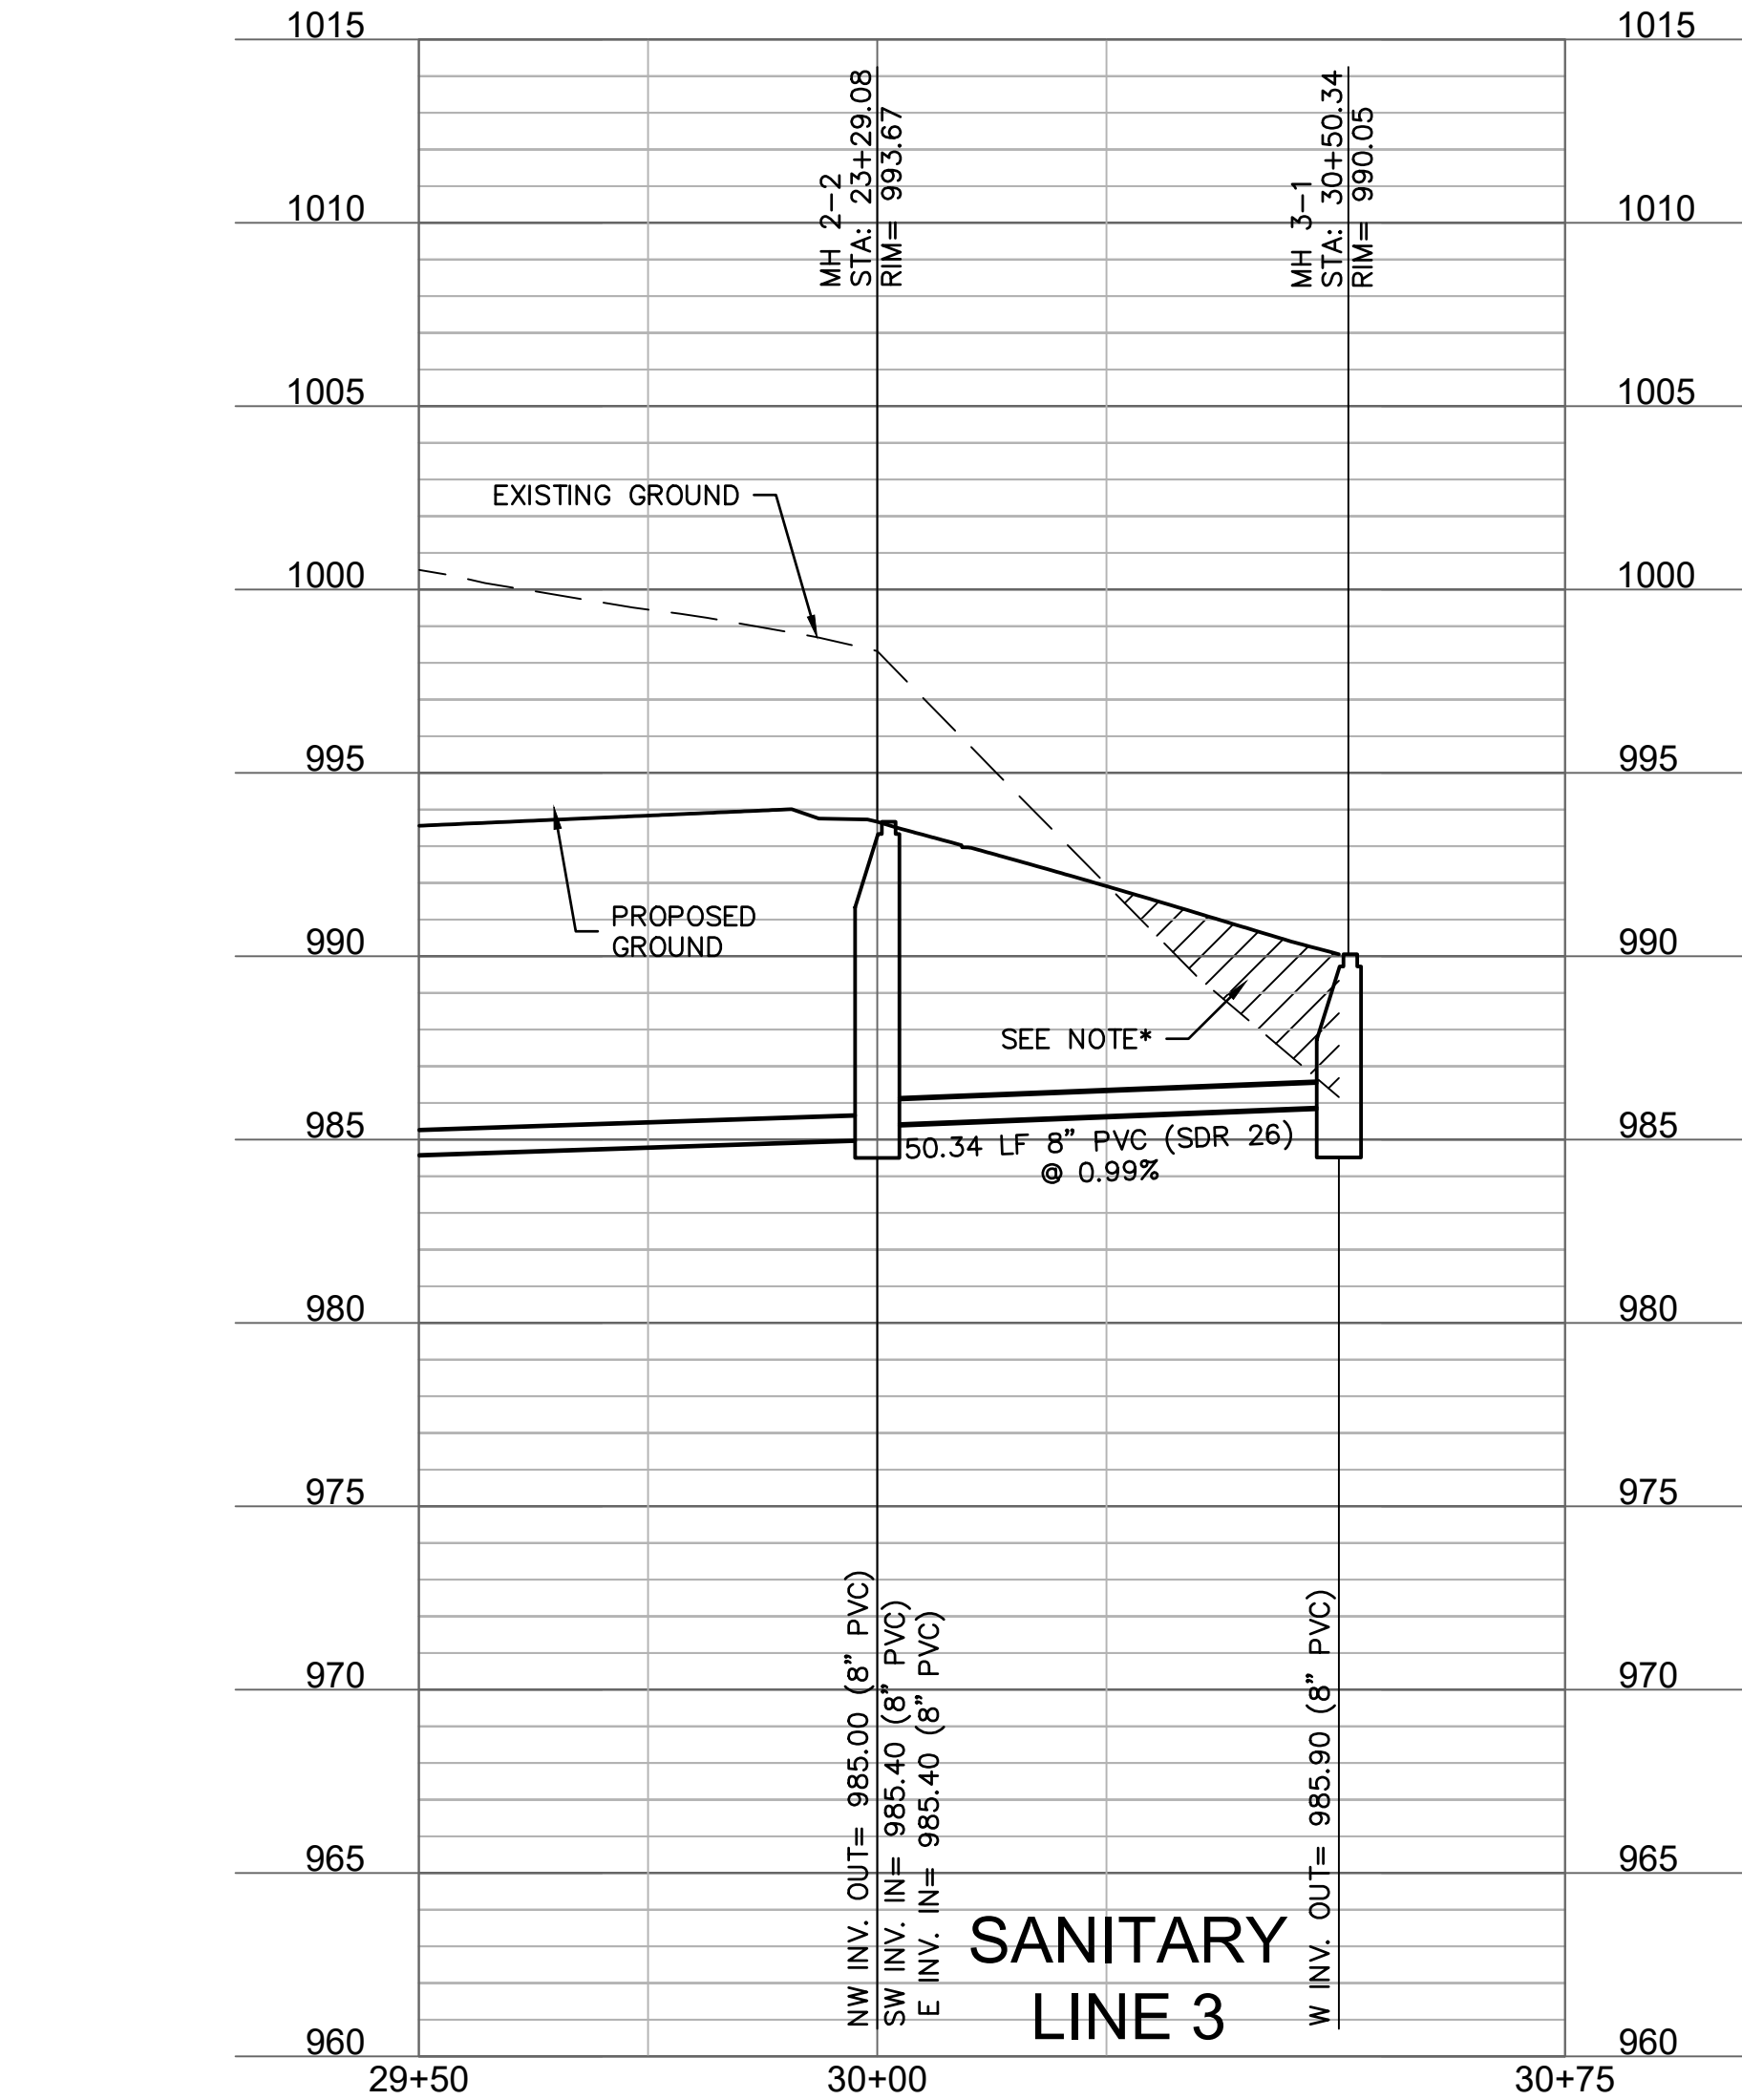 1015 1015
MH 2-2
STA: 23+29.08
RIM= 993.67
MH 3-1
STA: 30+50.34
RIM= 990.05
1010 1010
1005 1005
EXISTING GROUND
1000 1000
995 995
PROPOSED
GROUND
990 990
SEE NOTE*
985 985
50.34 LF 8" PVC (SDR 26)
@ 0.99%
980 980
975 975
970 970
965 965
NW INV. OUT= 985.00 (8" PVC)
SW INV. IN= 985.40 (8" PVC)
E INV. IN= 985.40 (8" PVC)
W INV. OUT= 985.90 (8" PVC)
SANITARY
LINE 3
960 960
29+50 30+00 30+75